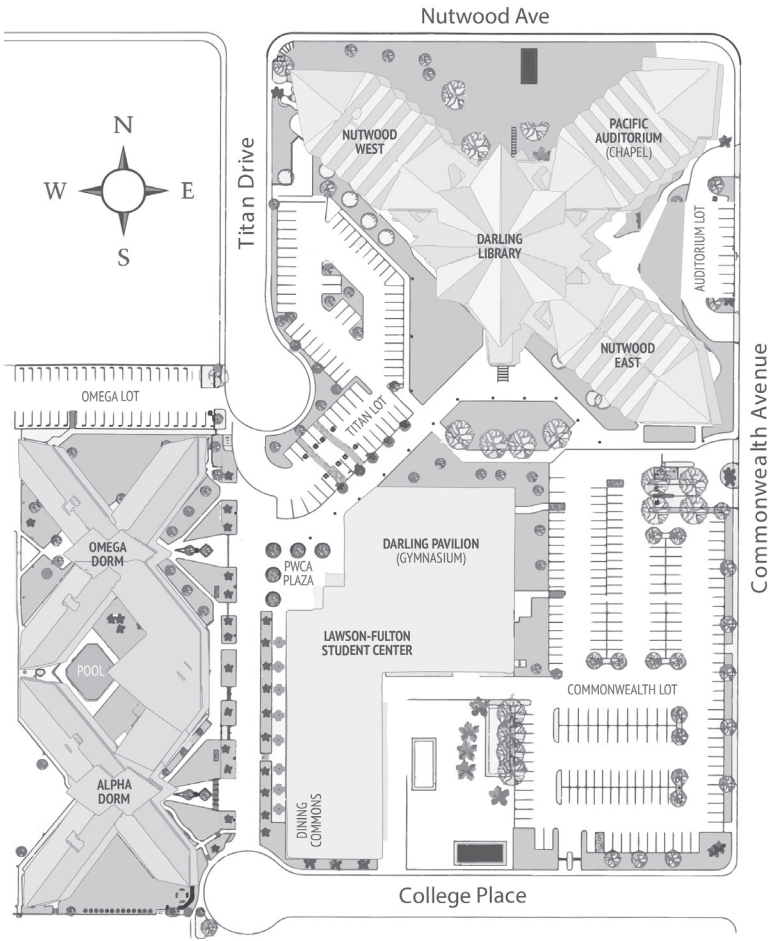 Nutwood Ave
N
W
E
S
Titan Drive
NUTWOOD
WEST
PACIFIC
AUDITORIUM
(CHAPEL)
DARLING
LIBRARY
AUDITORIUM LOT
NUTWOOD
EAST
Commonwealth Avenue
OMEGA LOT
TITAN LOT
OMEGA
DORM
PWCA
PLAZA
DARLING PAVILION
(GYMNASIUM)
LAWSON-FULTON
STUDENT CENTER
POOL
COMMONWEALTH LOT
ALPHA
DORM
DINING
COMMONS
College Place